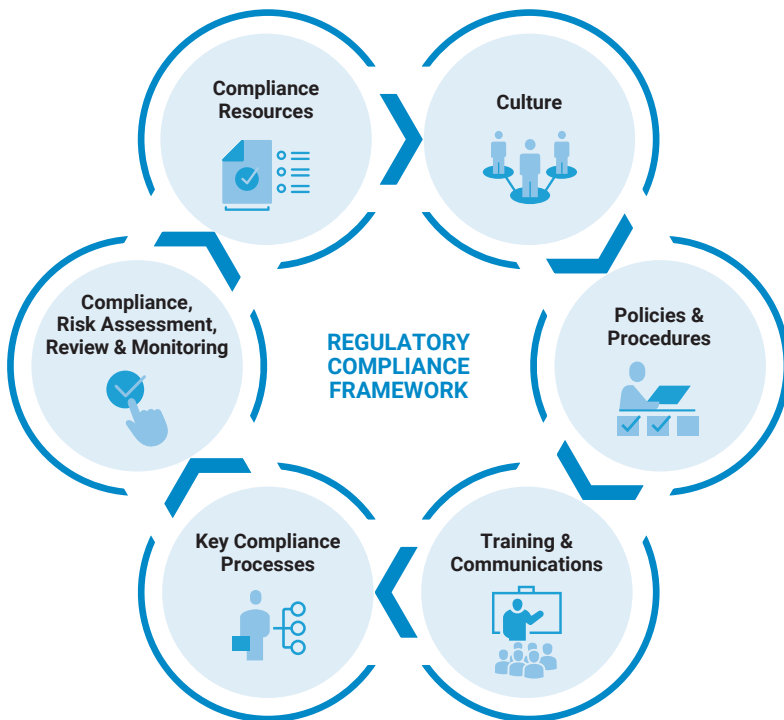 Compliance
Resources
Culture
Policies &
Procedures
Training &
Communications
Key Compliance
Processes
Compliance,
Risk Assessment,
Review & Monitoring
REGULATORY
COMPLIANCE
FRAMEWORK